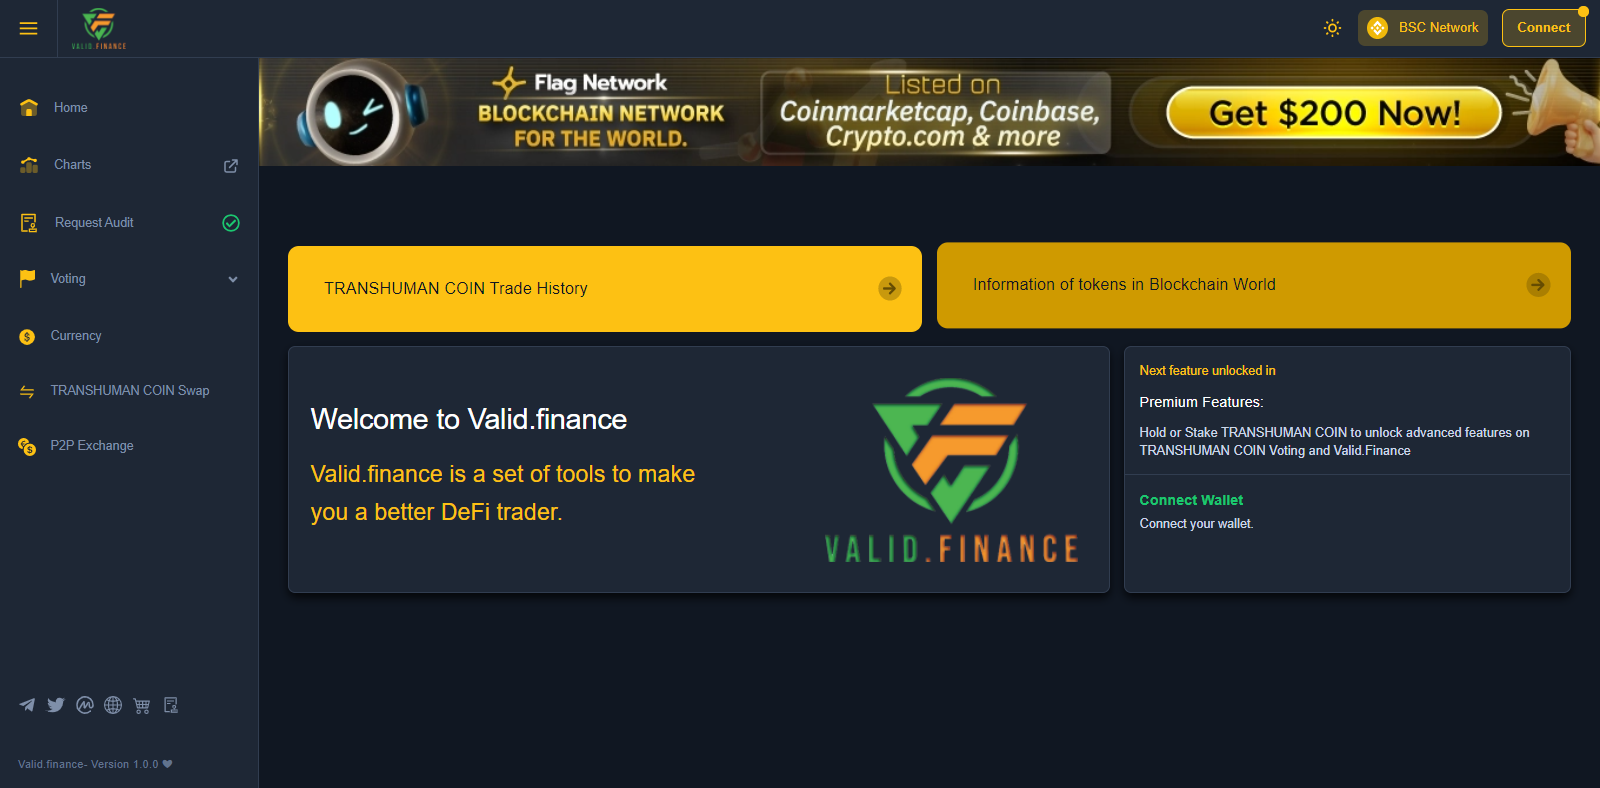 VALID.FINANCE
BSC Network
Connect
Home
Charts
Request Audit
Voting
Currency
TRANSHUMAN COIN Swap
P2P Exchange
Valid.finance- Version 1.0.0
Flag Network
BLOCKCHAIN NETWORK
FOR THE WORLD.
Listed on
Coinmarketcap, Coinbase,
Crypto.com & more
Get $200 Now!
TRANSHUMAN COIN Trade History
Information of tokens in Blockchain World
Welcome to Valid.finance
Valid.finance is a set of tools to make
you a better DeFi trader.
VALID.FINANCE
Next feature unlocked in
Premium Features:
Hold or Stake TRANSHUMAN COIN to unlock advanced features on
TRANSHUMAN COIN Voting and Valid.Finance
Connect Wallet
Connect your wallet.